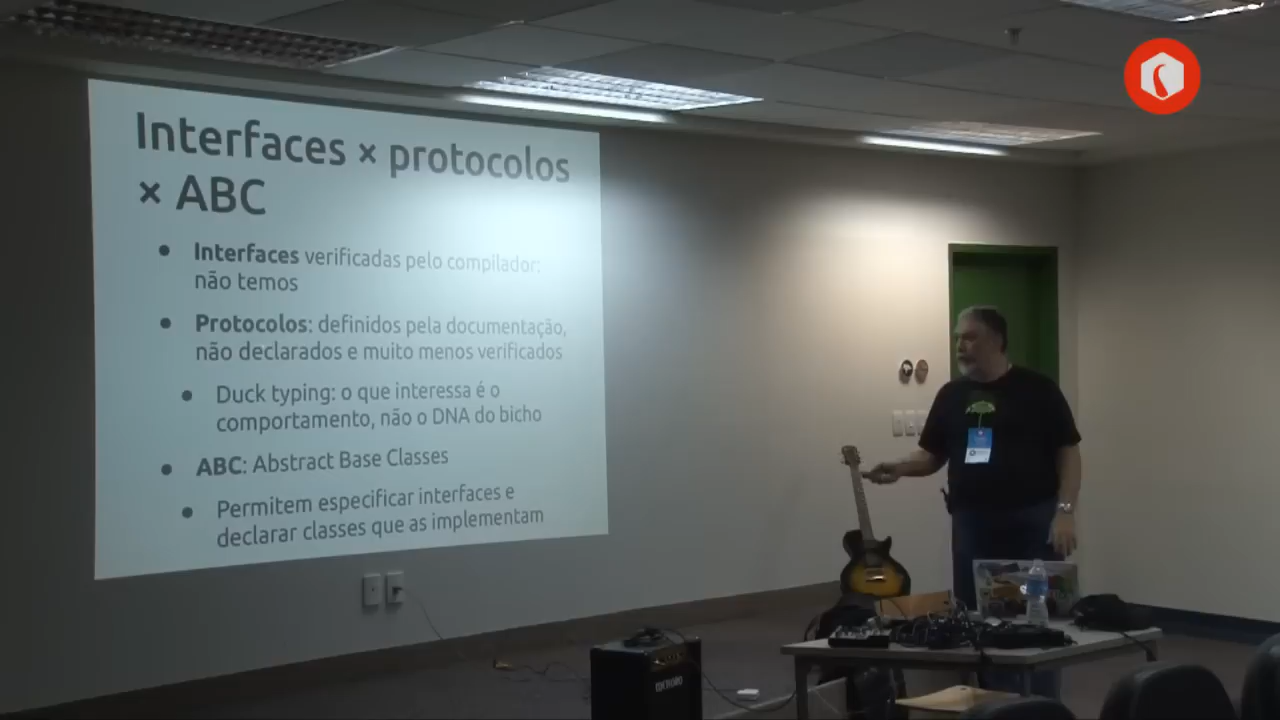 Interfaces × protocolos
× ABC
• Interfaces verificadas pelo compilador:
não temos
• Protocolos: definidos pela documentação,
não declarados e muito menos verificados
• Duck typing: o que interessa é o
comportamento, não o DNA do bicho
• ABC: Abstract Base Classes
• Permitem especificar interfaces e
declarar classes que as implementam